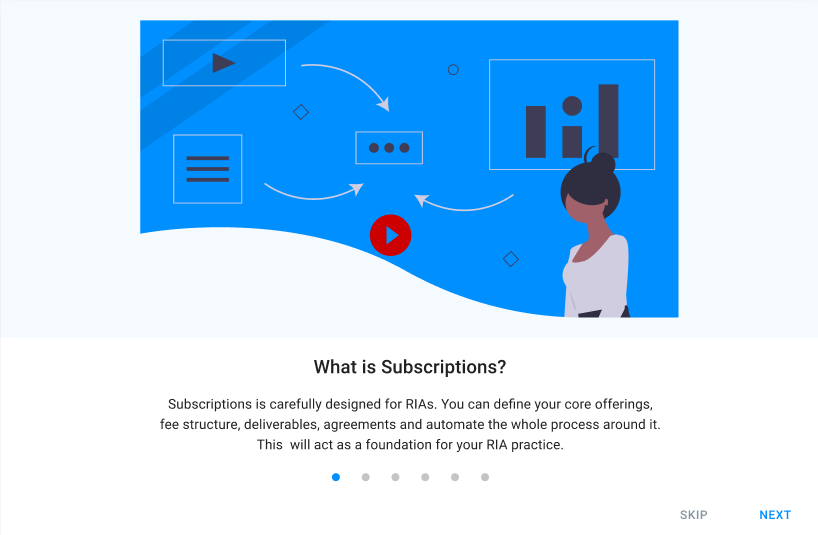 What is Subscriptions?
Subscriptions is carefully designed for RIAs. You can define your core offerings,
fee structure, deliverables, agreements and automate the whole process around it.
This  will act as a foundation for your RIA practice.
SKIP
NEXT